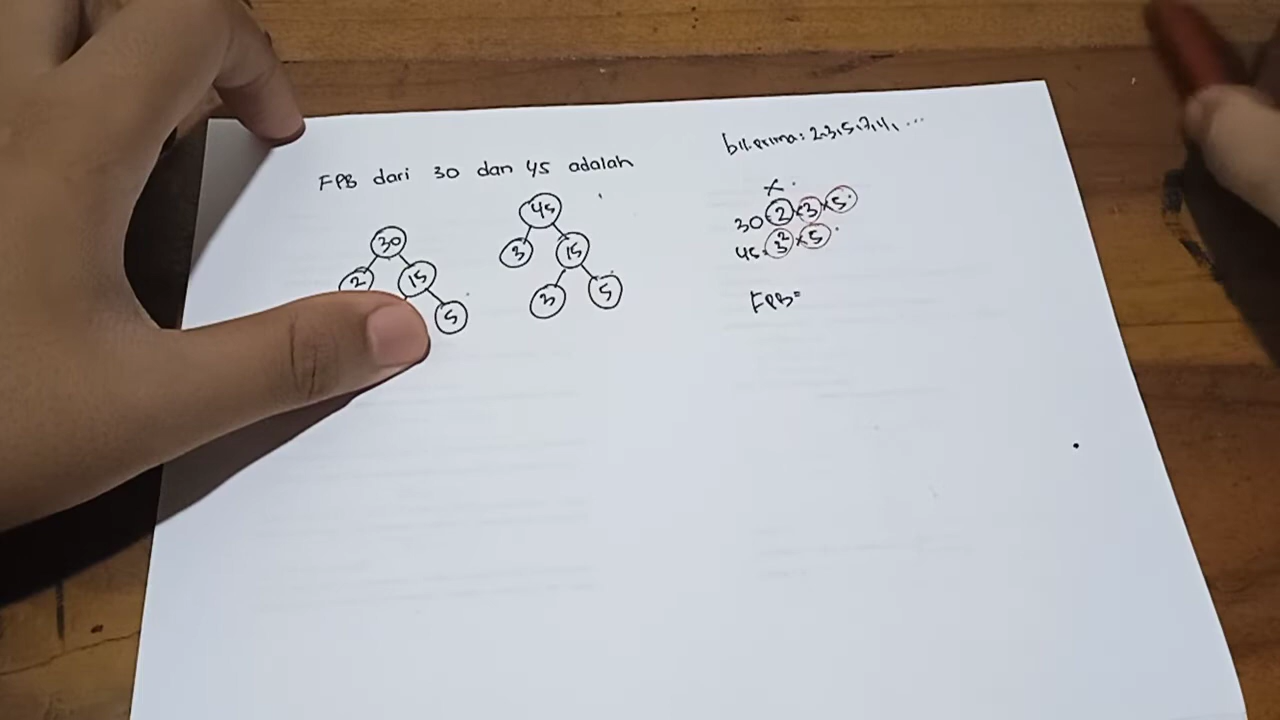 FPB dari 30 dan 45 adalah
30
2 15
5
45
3 15
3 5
bil.prima: 2,3,5,7,11, ...
×
30 = 2 × 3 × 5
45 = 3² × 5
FPB =